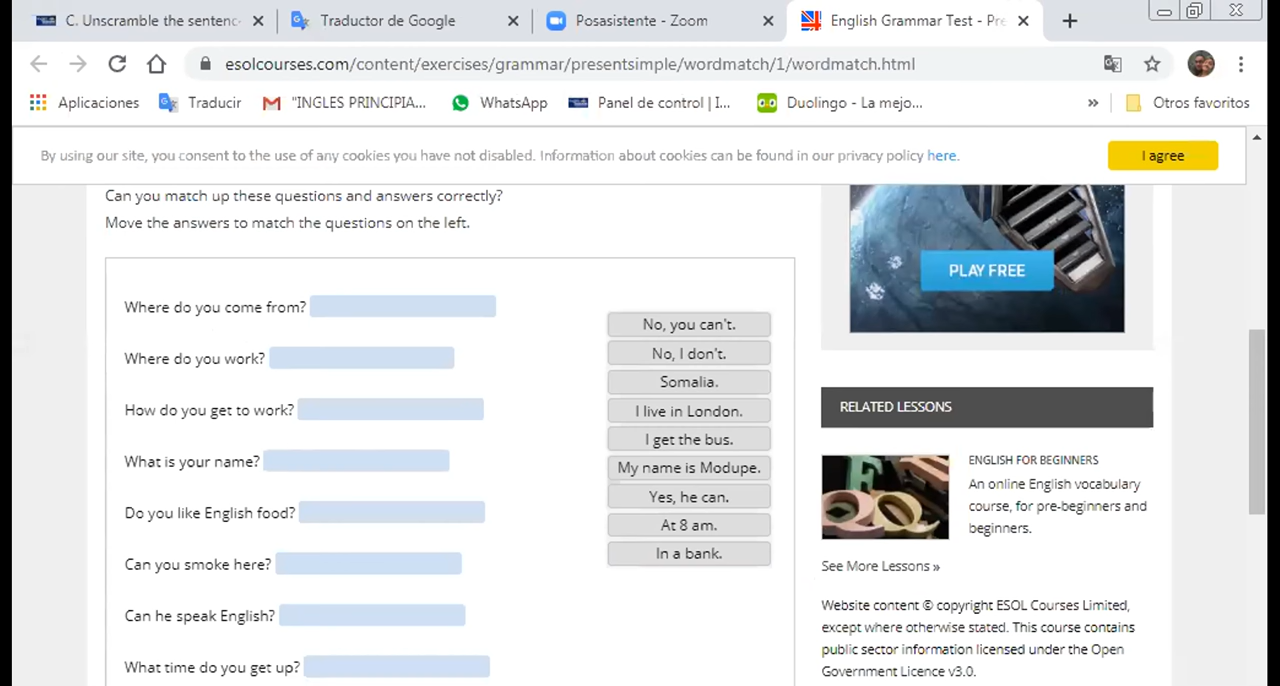 C. Unscramble the sentenc
Traductor de Google
Posasistente - Zoom
English Grammar Test - Pre
esolcourses.com/content/exercises/grammar/presentsimple/wordmatch/1/wordmatch.html
Aplicaciones
Traducir
"INGLES PRINCIPIA...
WhatsApp
Panel de control | I...
Duolingo - La mejo...
»
Otros favoritos
By using our site, you consent to the use of any cookies you have not disabled. Information about cookies can be found in our privacy policy here.
I agree
Can you match up these questions and answers correctly?
Move the answers to match the questions on the left.
Where do you come from?
Where do you work?
How do you get to work?
What is your name?
Do you like English food?
Can you smoke here?
Can he speak English?
What time do you get up?
No, you can't.
No, I don't.
Somalia.
I live in London.
I get the bus.
My name is Modupe.
Yes, he can.
At 8 am.
In a bank.
PLAY FREE
RELATED LESSONS
ENGLISH FOR BEGINNERS
An online English vocabulary
course, for pre-beginners and
beginners.
See More Lessons »
Website content © copyright ESOL Courses Limited,
except where otherwise stated. This course contains
public sector information licensed under the Open
Government Licence v3.0.